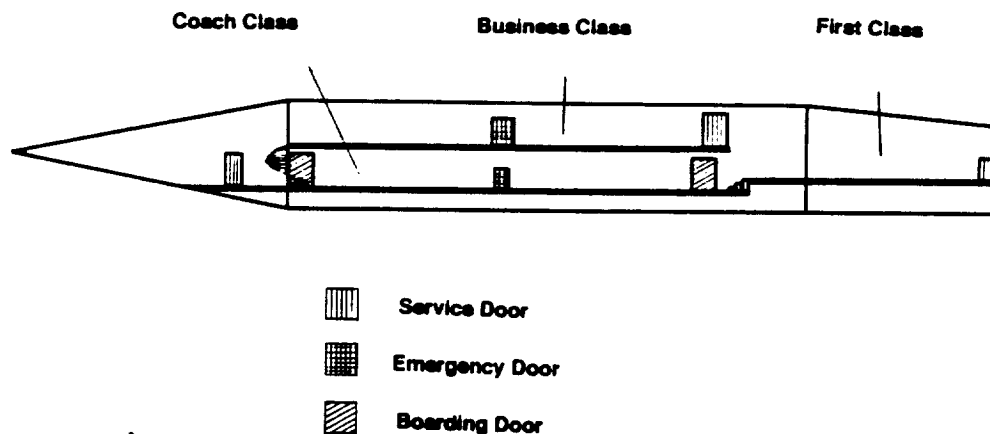 Coach Class
Business Class
First Class
Service Door
Emergency Door
Boarding Door